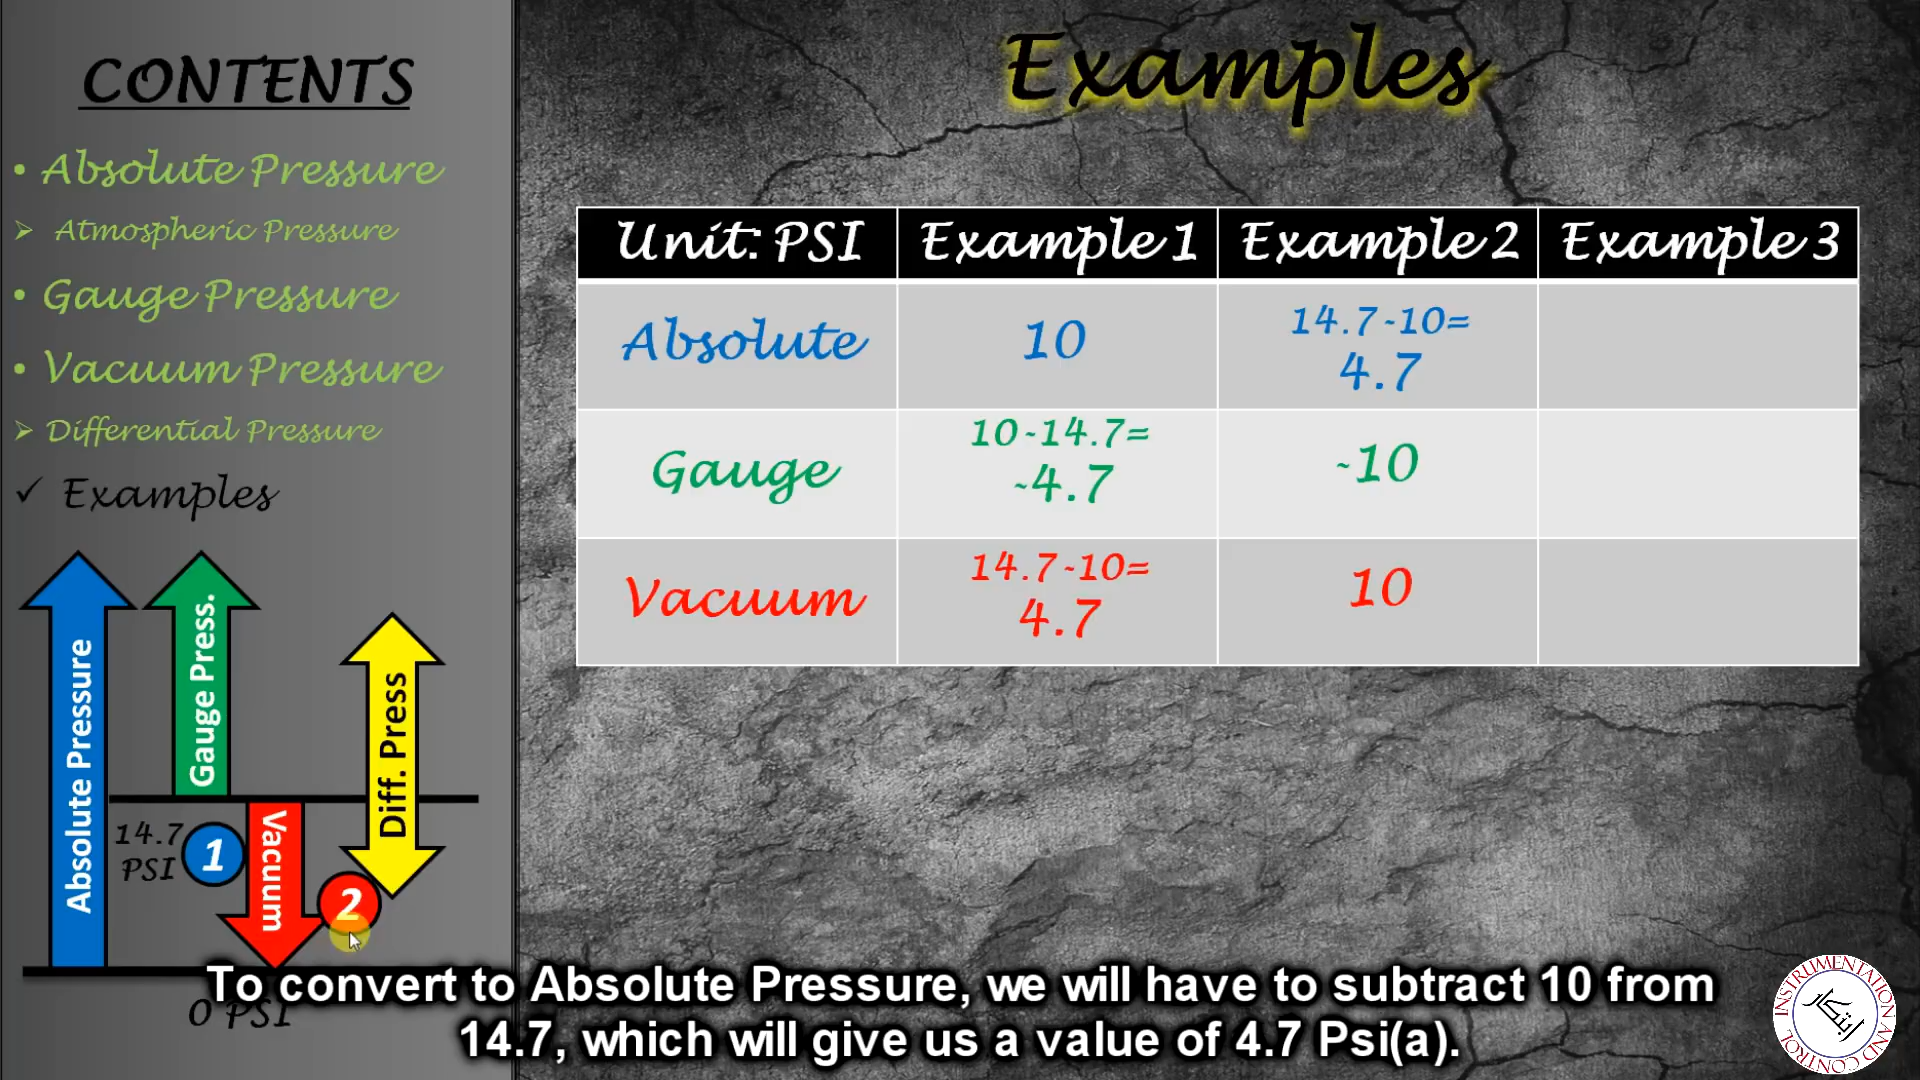 CONTENTS
• Absolute Pressure
➢ Atmospheric Pressure
• Gauge Pressure
• Vacuum Pressure
➢ Differential Pressure
✓ Examples
Absolute Pressure
Gauge Press.
Diff. Press
Vacuum
14.7
PSI
1
2
0 PSI
Examples
Unit: PSI Example 1 Example 2 Example 3
Absolute 10 14.7-10=
4.7
Gauge 10-14.7=
-4.7 -10
Vacuum 14.7-10=
4.7 10
To convert to Absolute Pressure, we will have to subtract 10 from
14.7, which will give us a value of 4.7 Psi(a).
INSTRUMENTATION AND CONTROL
ابتكار